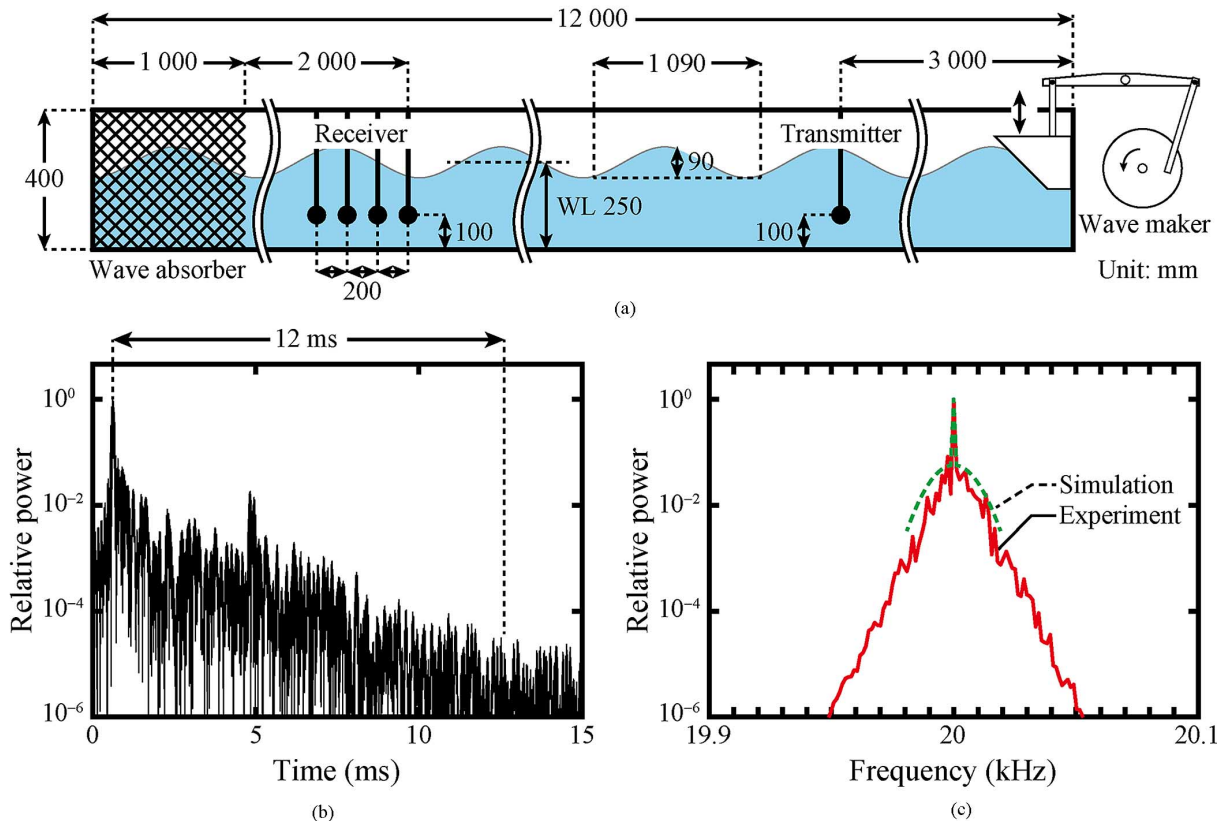 12 000
1 000
2 000
1 090
3 000
Receiver
Transmitter
400
90
WL 250
100
100
Wave maker
Wave absorber
200
Unit: mm
(a)
12 ms
10⁰
10⁻²
10⁻⁴
10⁻⁶
Relative power
0
5
10
15
Time (ms)
(b)
10⁰
10⁻²
10⁻⁴
10⁻⁶
Relative power
Simulation
Experiment
19.9
20
20.1
Frequency (kHz)
(c)